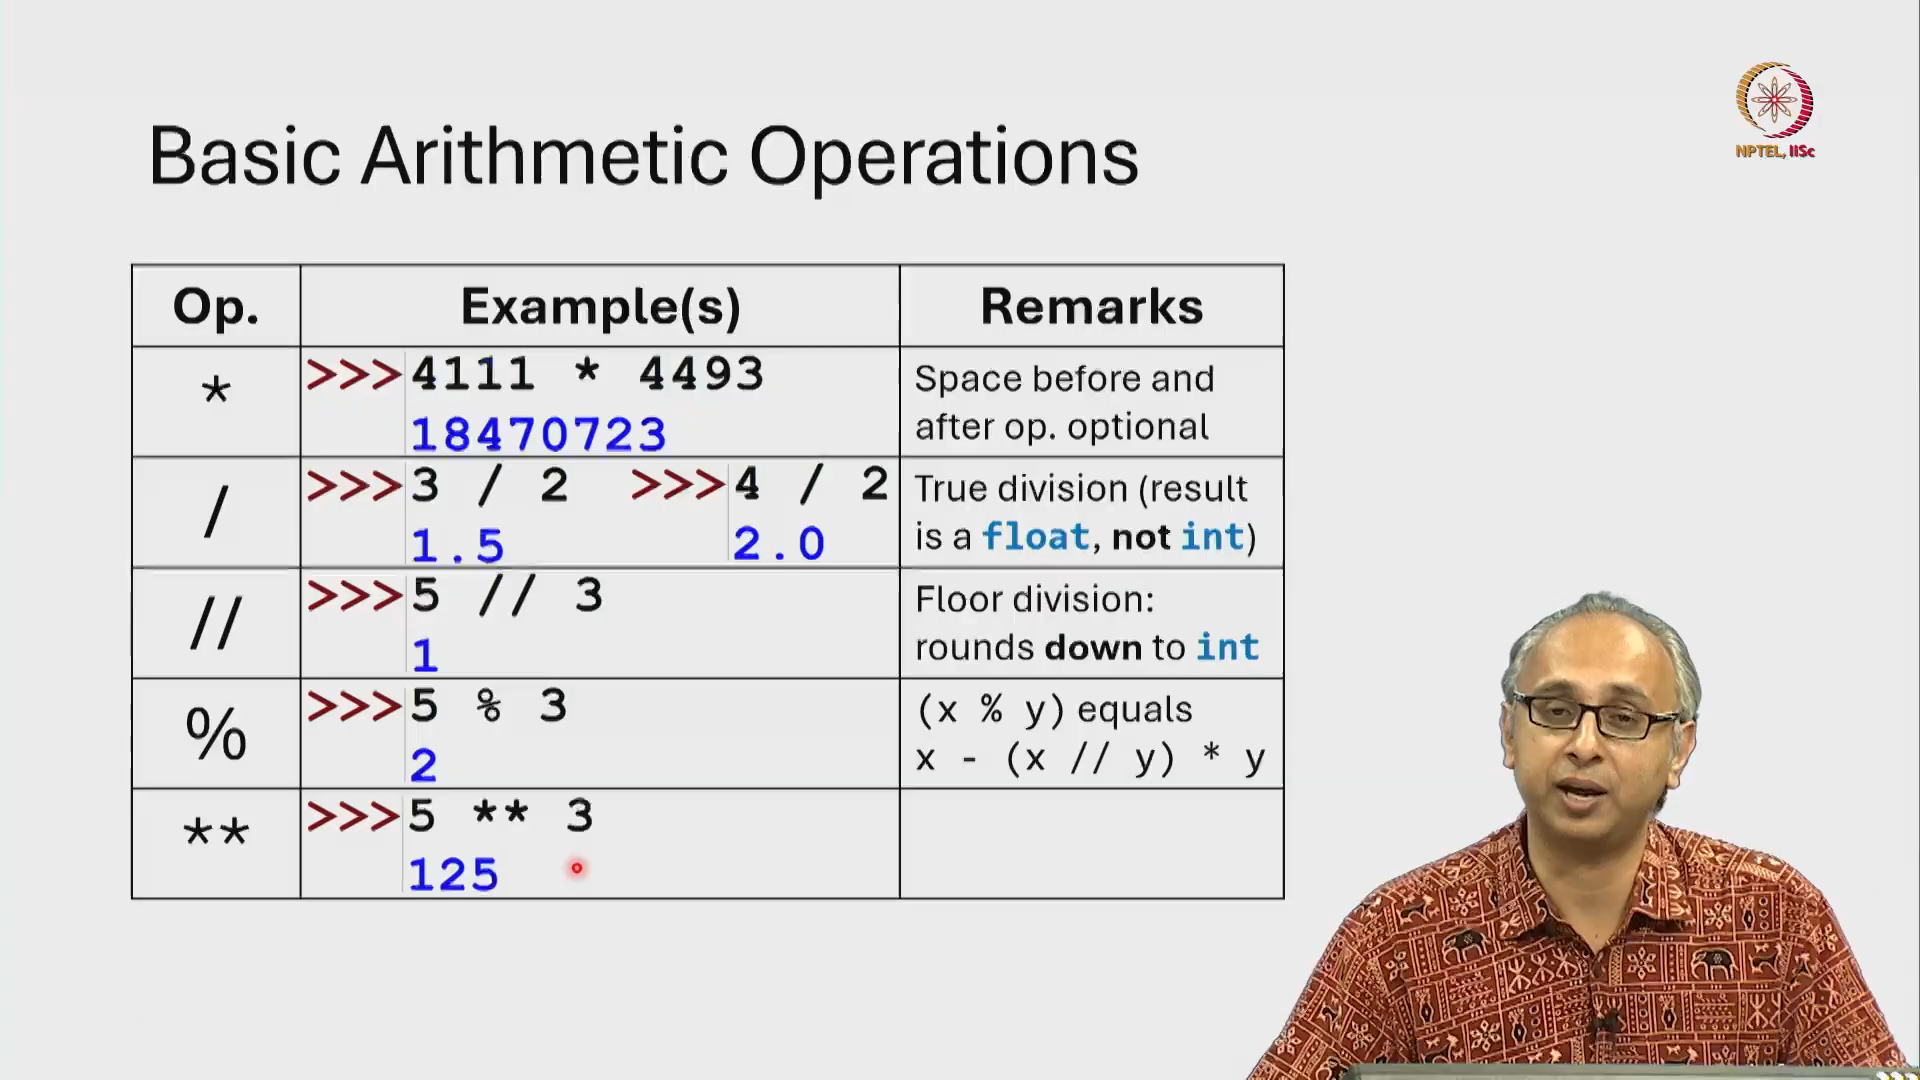 NPTEL, IISc
Basic Arithmetic Operations
Op. Example(s) Remarks
* >>> 4111 * 4493 Space before and
18470723 after op. optional
/ >>> 3 / 2 >>> 4 / 2 True division (result
1.5 2.0 is a float, not int)
// >>> 5 // 3 Floor division:
1 rounds down to int
% >>> 5 % 3 (x % y) equals
2 x - (x // y) * y
** >>> 5 ** 3
125